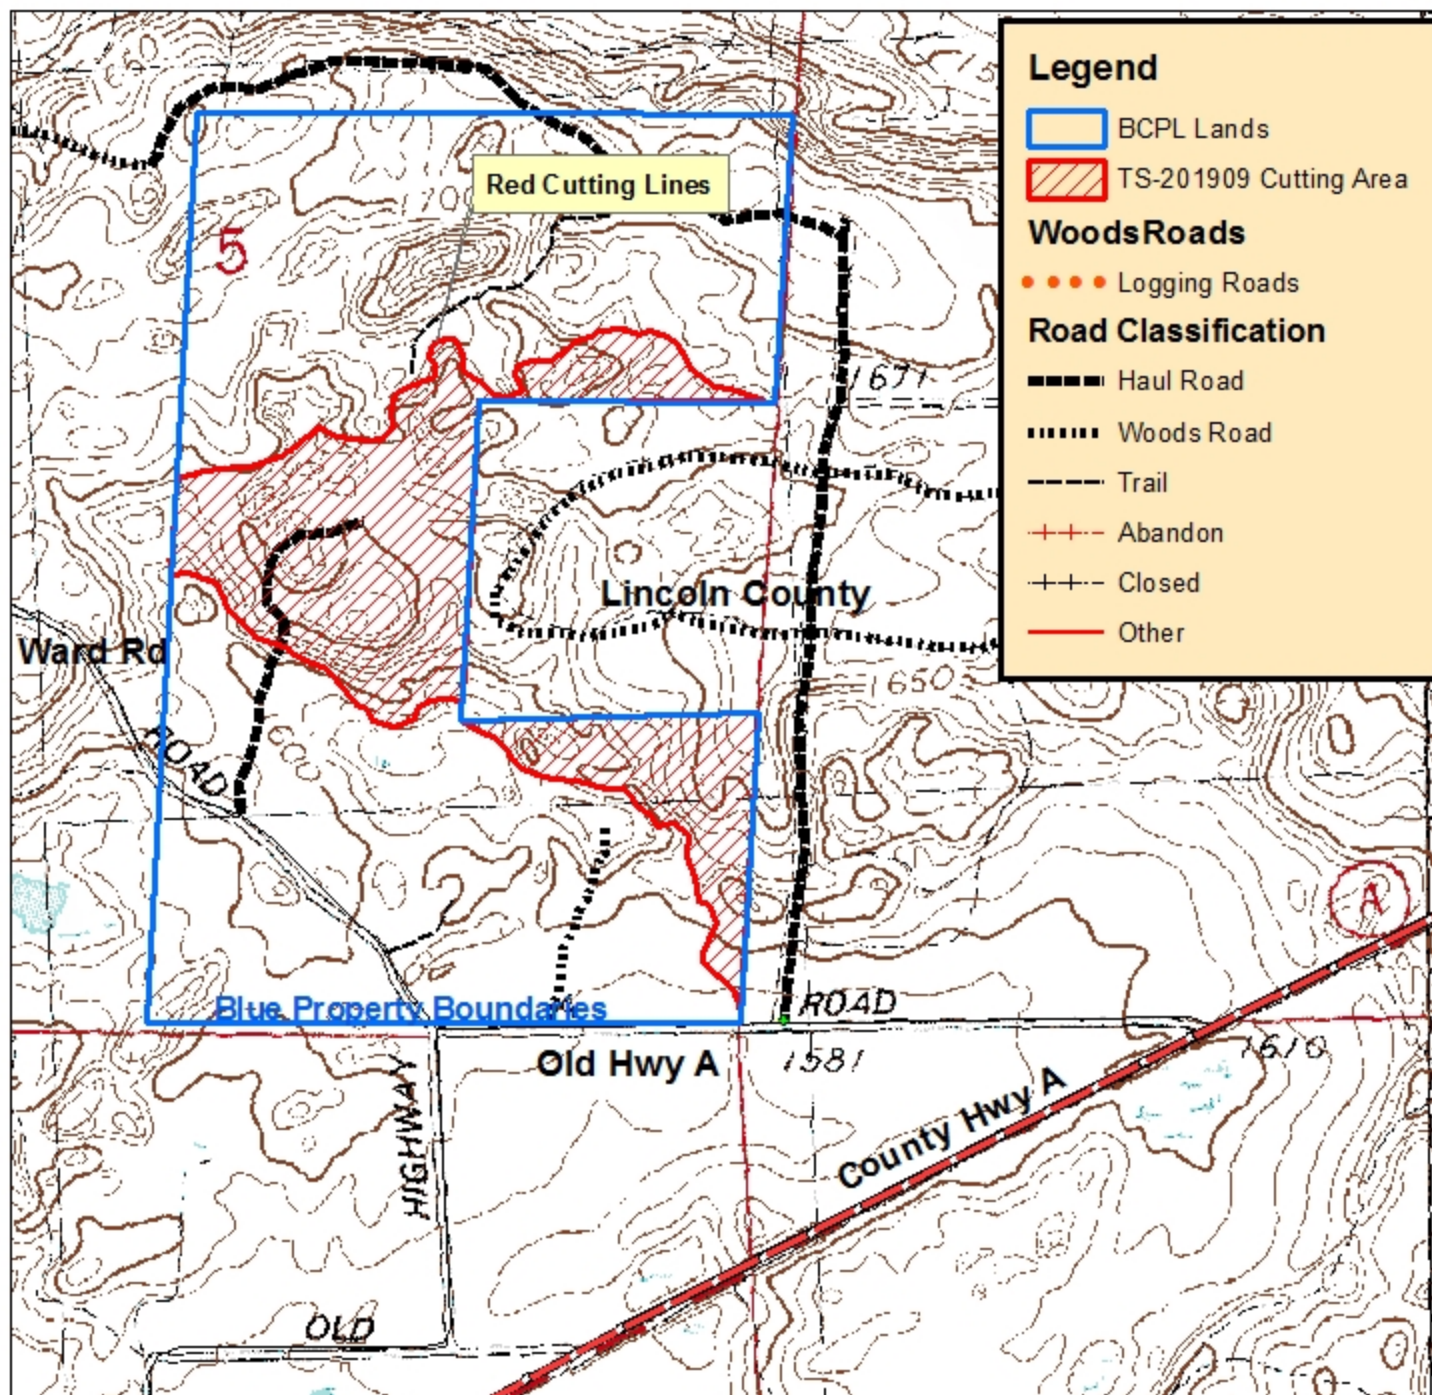 Legend
BCPL Lands
TS-201909 Cutting Area
WoodsRoads
Logging Roads
Road Classification
Haul Road
Woods Road
Trail
Abandon
Closed
Other
Red Cutting Lines
5
1671
Lincoln County
Ward Rd
ROAD
600
1650
A
Blue Property Boundaries
ROAD
Old Hwy A
1581
1610
County Hwy A
HIGHWAY
OLD